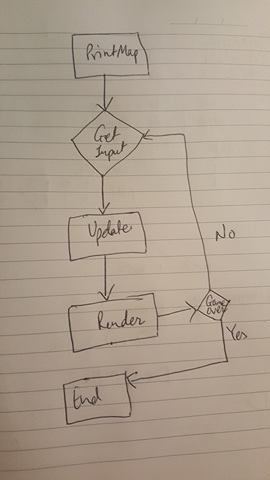 PrintMap
Get
Input
Update
No
Render
Game
over
Yes
End